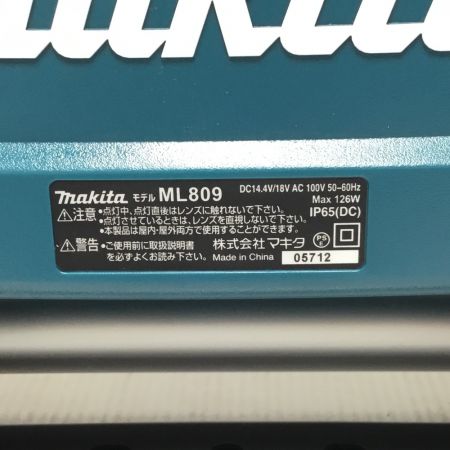 makita
makita モデル ML809 DC14.4V/18V AC 100V 50-60Hz
Max 126W
⚠注意 •点灯中、点灯直後はレンズに触れないで下さい。 IP65(DC)
•点灯させているときは、レンズを直視しないで下さい。
•本製品は屋内・屋外両方で使用することができます。
⚠警告 •ご使用前に取扱説明書 株式会社マキタ PS E
を必ずよくお読み下さい。 Made in China 05712